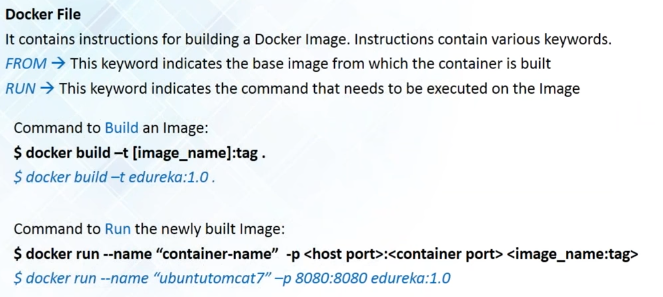 Docker File
It contains instructions for building a Docker Image. Instructions contain various keywords.
FROM → This keyword indicates the base image from which the container is built
RUN → This keyword indicates the command that needs to be executed on the Image
Command to Build an Image:
$ docker build –t [image_name]:tag .
$ docker build –t edureka:1.0 .
Command to Run the newly built Image:
$ docker run --name “container-name” -p <host port>:<container port> <image_name:tag>
$ docker run --name “ubuntutomcat7” –p 8080:8080 edureka:1.0